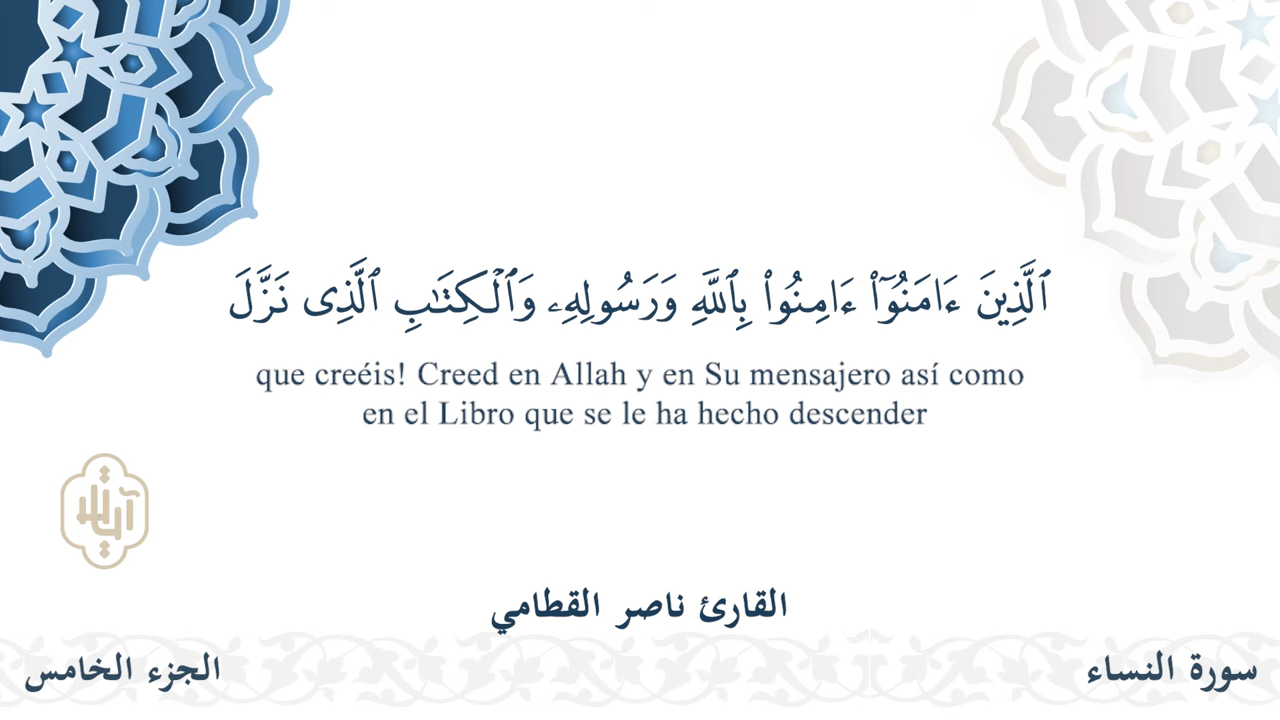 ٱلَّذِينَ ءَامَنُوٓا۟ ءَامِنُوا۟ بِٱللَّهِ وَرَسُولِهِۦ وَٱلْكِتَـٰبِ ٱلَّذِى نَزَّلَ
que creéis! Creed en Allah y en Su mensajero así como
en el Libro que se le ha hecho descender
القارئ ناصر القطامي
سورة النساء
الجزء الخامس